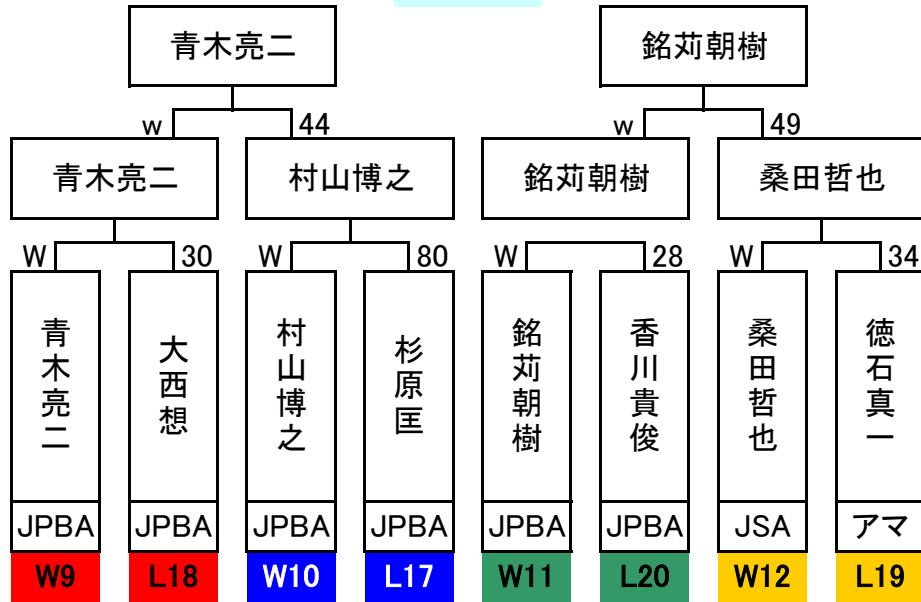 青木亮二 銘苅朝樹
w 44 w 49
青木亮二 村山博之 銘苅朝樹 桑田哲也
W 30 W 80 W 28 W 34
青木亮二 大西想 村山博之 杉原匡 銘苅朝樹 香川貴俊 桑田哲也 徳石真一
JPBA JPBA JPBA JPBA JPBA JPBA JSA アマ
W9 L18 W10 L17 W11 L20 W12 L19